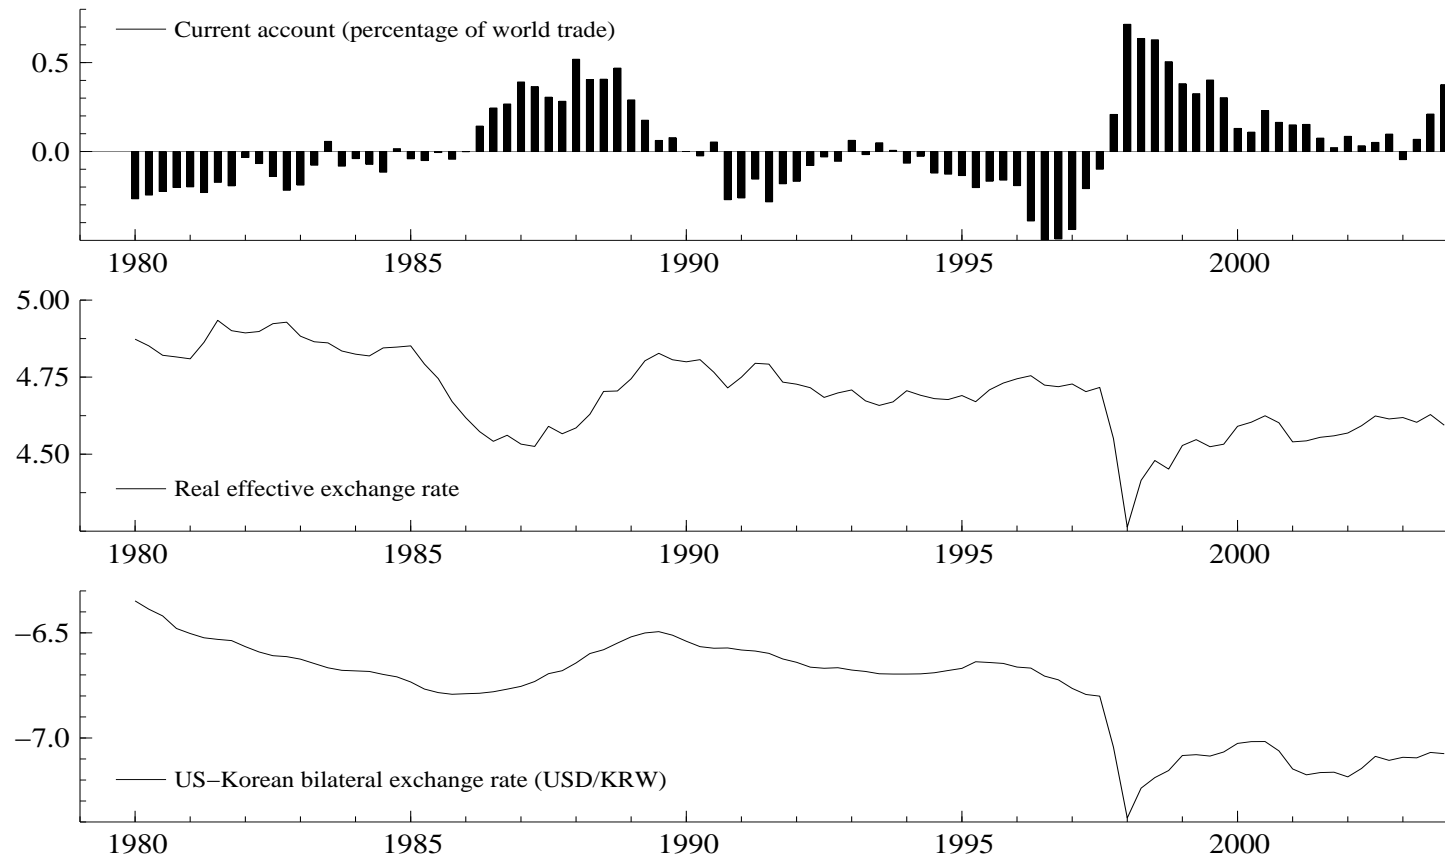 Current account (percentage of world trade)
0.5
0.0
1980 1985 1990 1995 2000
5.00
4.75
4.50
Real effective exchange rate
1980 1985 1990 1995 2000
−6.5
−7.0
US−Korean bilateral exchange rate (USD/KRW)
1980 1985 1990 1995 2000